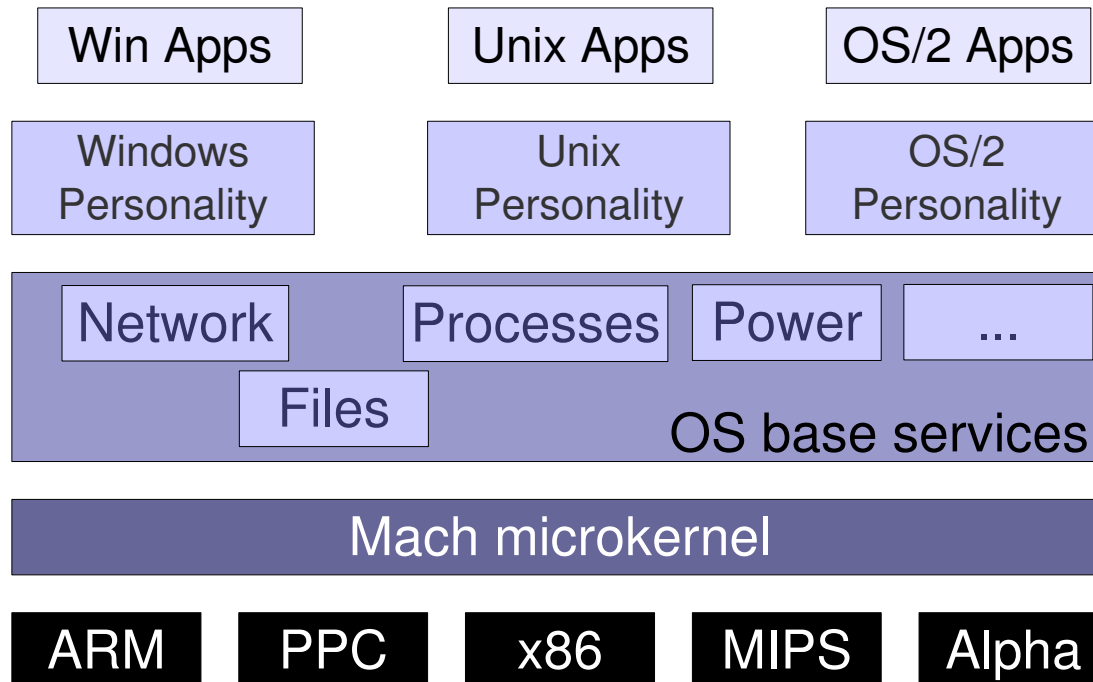 Win Apps
Unix Apps
OS/2 Apps
Windows
Personality
Unix
Personality
OS/2
Personality
Network
Processes
Power
...
Files
OS base services
Mach microkernel
ARM
PPC
x86
MIPS
Alpha